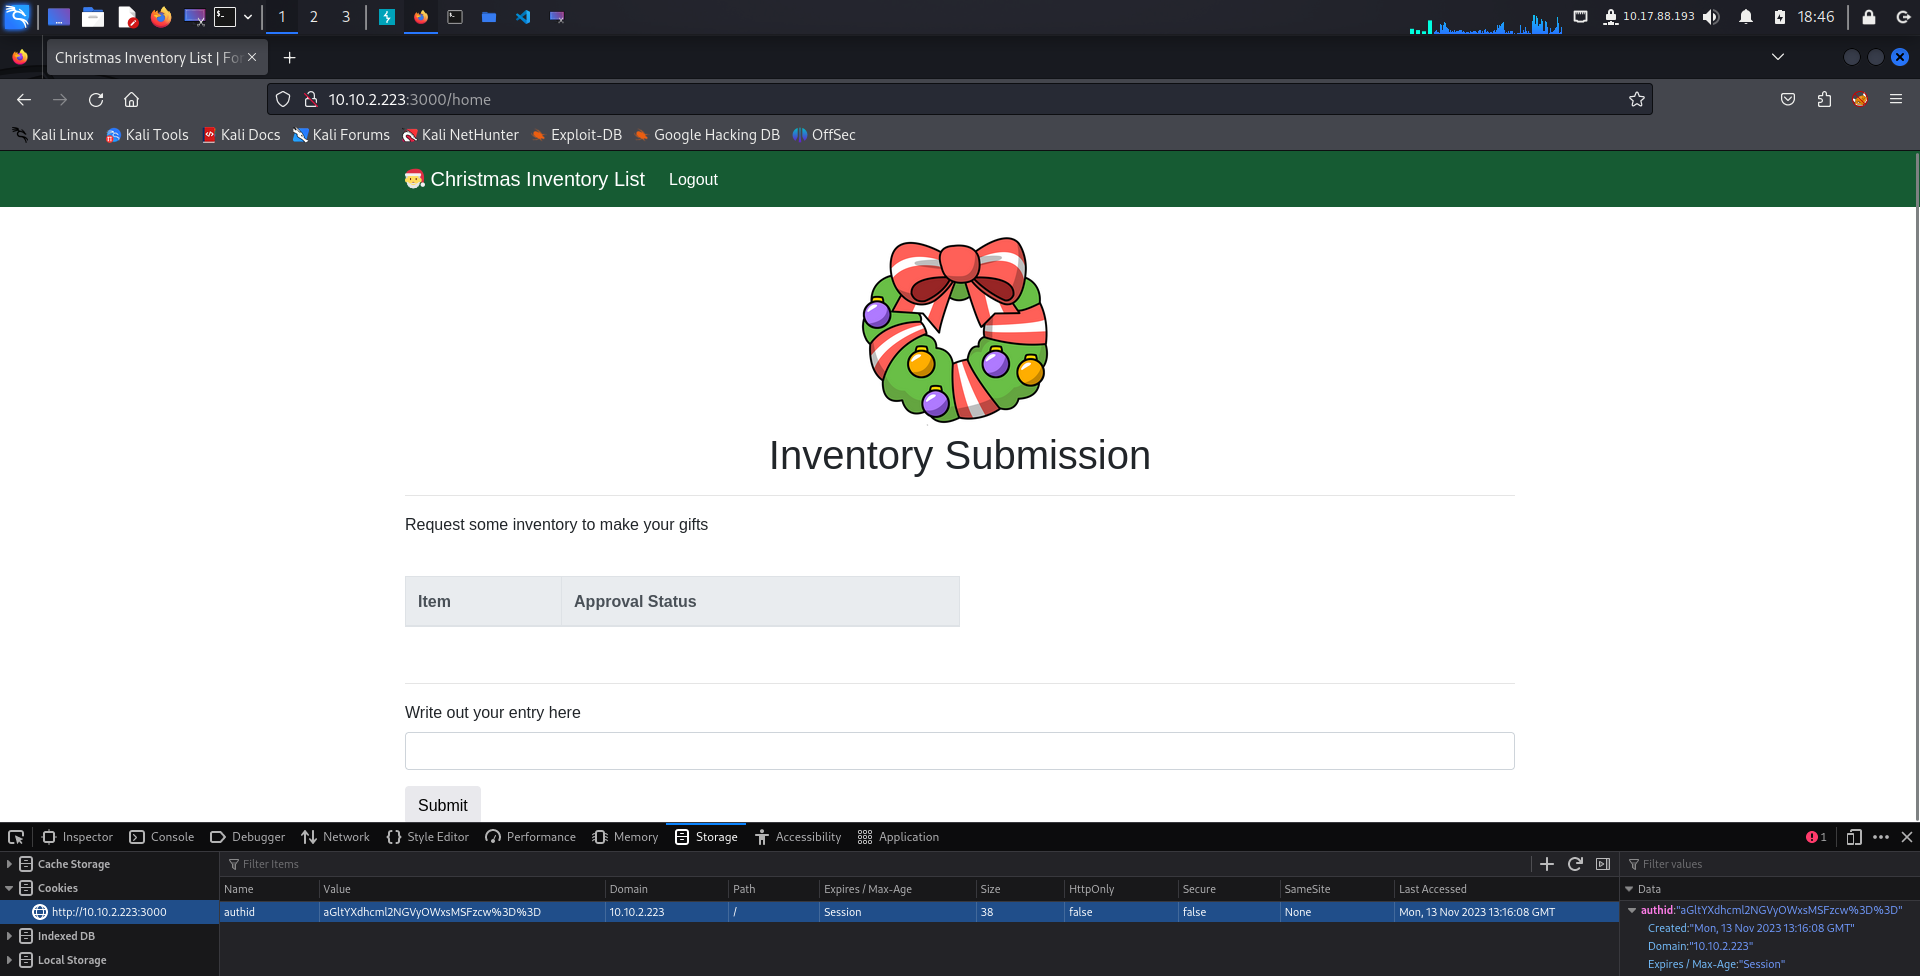 1 2 3 10.17.88.193 18:46
Christmas Inventory List | For
10.10.2.223:3000/home
Kali Linux Kali Tools Kali Docs Kali Forums Kali NetHunter Exploit-DB Google Hacking DB OffSec
Christmas Inventory List Logout
Inventory Submission
Request some inventory to make your gifts
Item Approval Status
Write out your entry here
Submit
Inspector Console Debugger Network Style Editor Performance Memory Storage Accessibility Application 1
Cache Storage Filter Items Filter values
Cookies Name Value Domain Path Expires / Max-Age Size HttpOnly Secure SameSite Last Accessed Data
http://10.10.2.223:3000 authid aGltYXdhcml2NGVyOWxsMSFzcw%3D%3D 10.10.2.223 / Session 38 false false None Mon, 13 Nov 2023 13:16:08 GMT authid:"aGltYXdhcml2NGVyOWxsMSFzcw%3D%3D"
Created:"Mon, 13 Nov 2023 13:16:08 GMT"
Indexed DB Domain:"10.10.2.223"
Local Storage Expires / Max-Age:"Session"